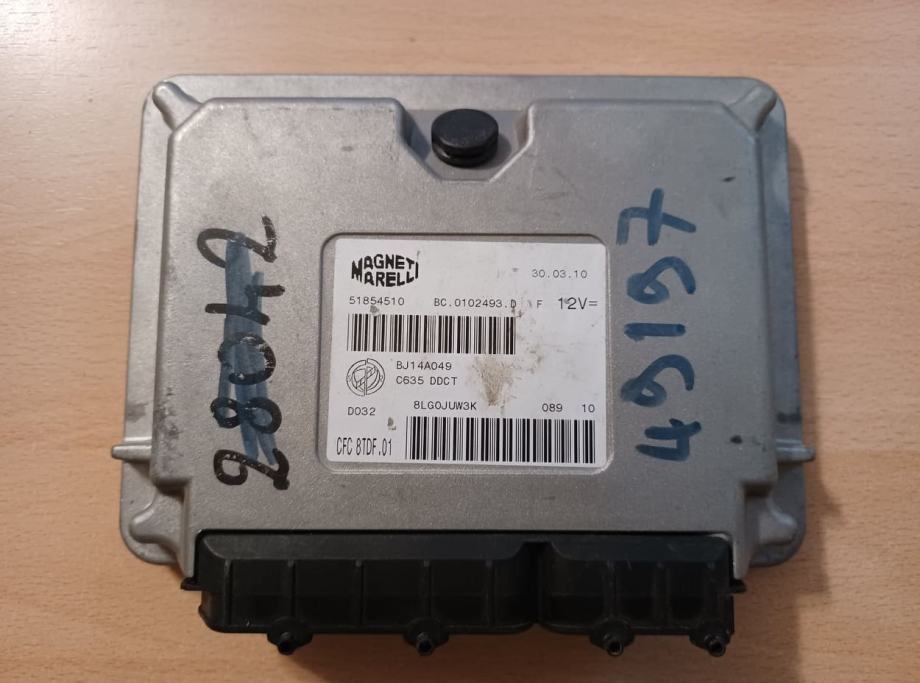 28042
MAGNETI
MARELLI
30.03.10
51854510 BC.0102493.D F 12V=
BJ14A049
C635 DDCT
D032 8LG0JUW3K 089 10
CFC 8TDF.01
49197